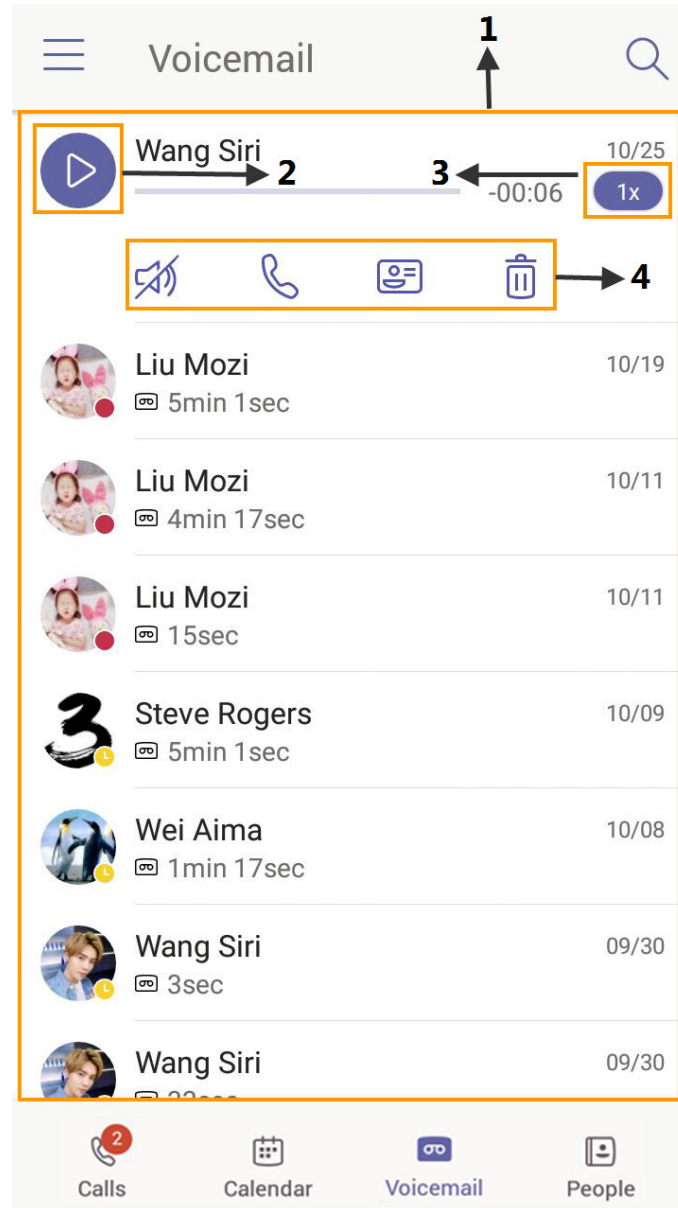 1
Voicemail
Wang Siri
10/25
2
3
-00:06
1x
4
Liu Mozi
10/19
5min 1sec
Liu Mozi
10/11
4min 17sec
Liu Mozi
10/11
15sec
Steve Rogers
10/09
5min 1sec
Wei Aima
10/08
1min 17sec
Wang Siri
09/30
3sec
Wang Siri
09/30
2
Calls
Calendar
Voicemail
People